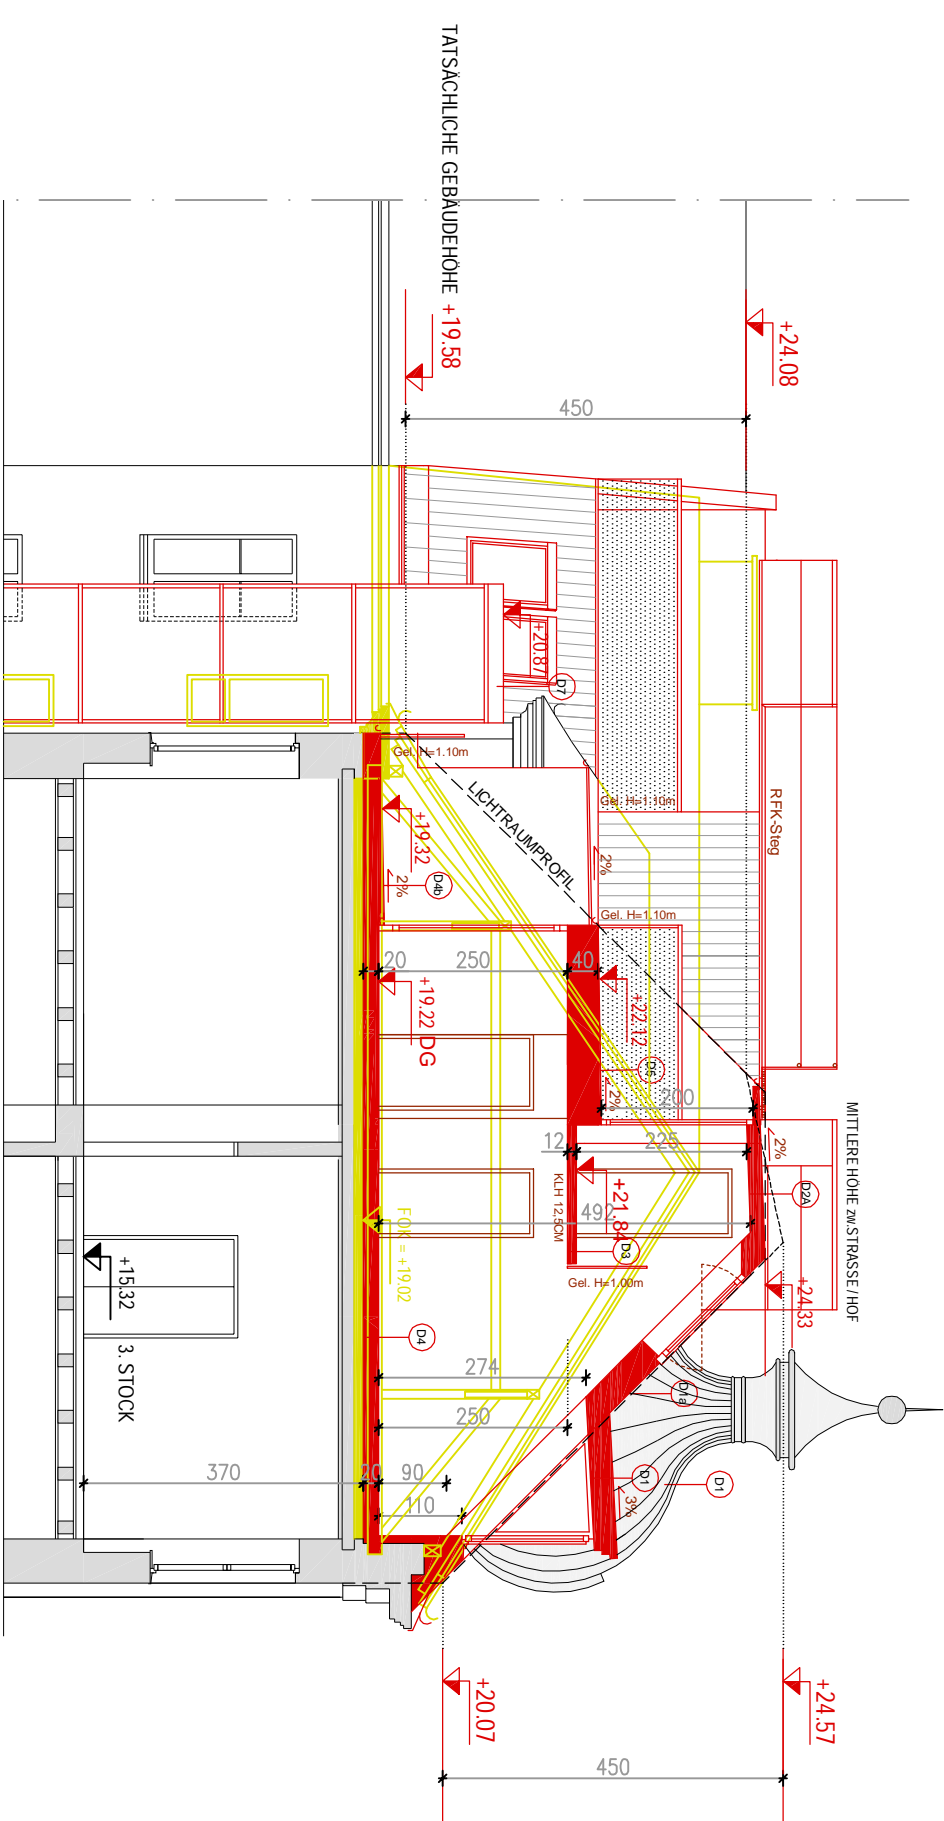 TATSÄCHLICHE GEBÄUDEHÖHE +19.58
+24.08
450
+20.87
D7
Gel. H=1.10m
LICHTRAUMPROFIL
Gel. H=1.10m
RFK-Steg
2%
+19.32
D4b
2%
Gel. H=1.10m
20
250
40
+19.22 DG
+22.12
D5
2%
200
2%
MITTLERE HÖHE zw.STRASSE / HOF
12
225
D2A
KLH 12,5CM
+21.84
492
D3
FOK = +19.02
Gel. H=1.00m
+24.33
+15.32
3. STOCK
D4
274
D1a
250
370
20
90
110
D1
D1
3%
+20.07
+24.57
450